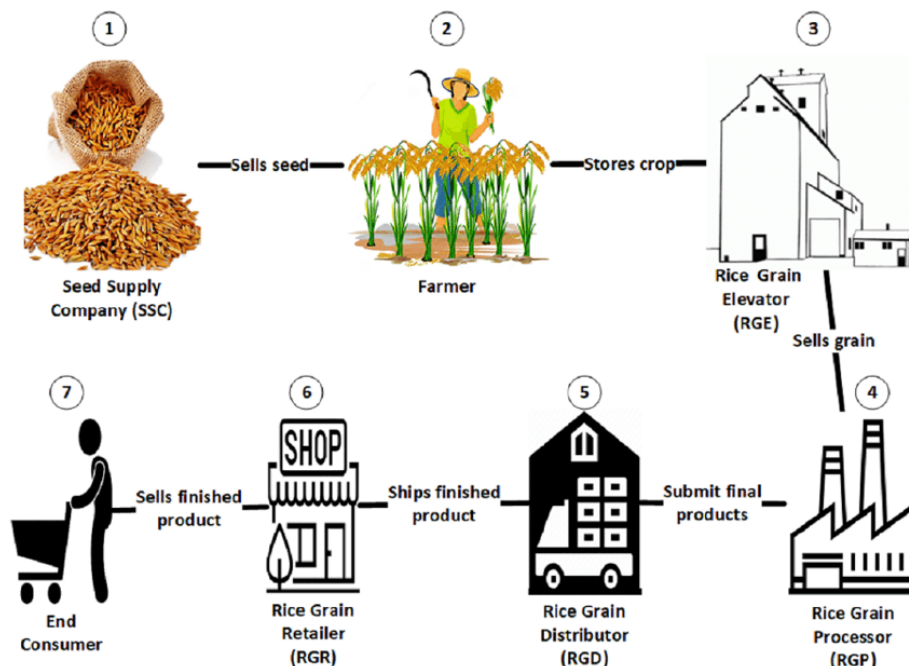 1
2
3
Sells seed
Stores crop
Seed Supply
Company (SSC)
Farmer
Rice Grain
Elevator
(RGE)
Sells grain
7
6
5
4
SHOP
Sells finished
product
Ships finished
product
Submit final
products
End
Consumer
Rice Grain
Retailer
(RGR)
Rice Grain
Distributor
(RGD)
Rice Grain
Processor
(RGP)